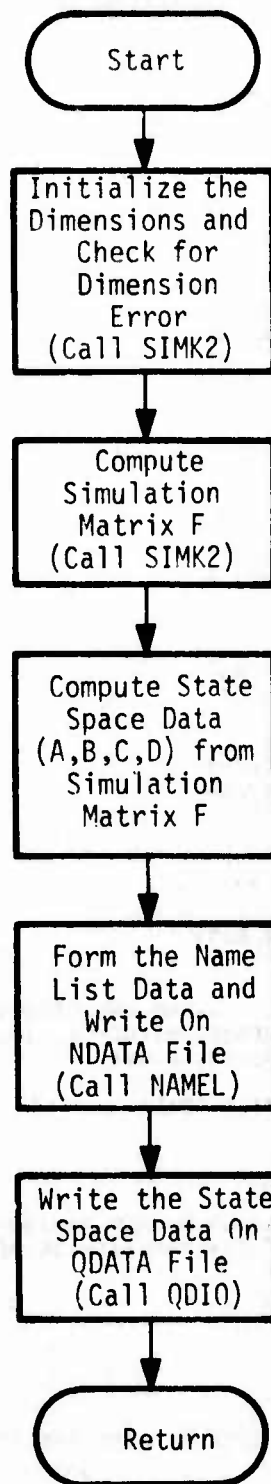 Start
Initialize the
Dimensions and
Check for
Dimension
Error
(Call SIMK2)
Compute
Simulation
Matrix F
(Call SIMK2)
Compute State
Space Data
(A,B,C,D) from
Simulation
Matrix F
Form the Name
List Data and
Write On
NDATA File
(Call NAMEL)
Write the State
Space Data On
QDATA File
(Call QDIO)
Return